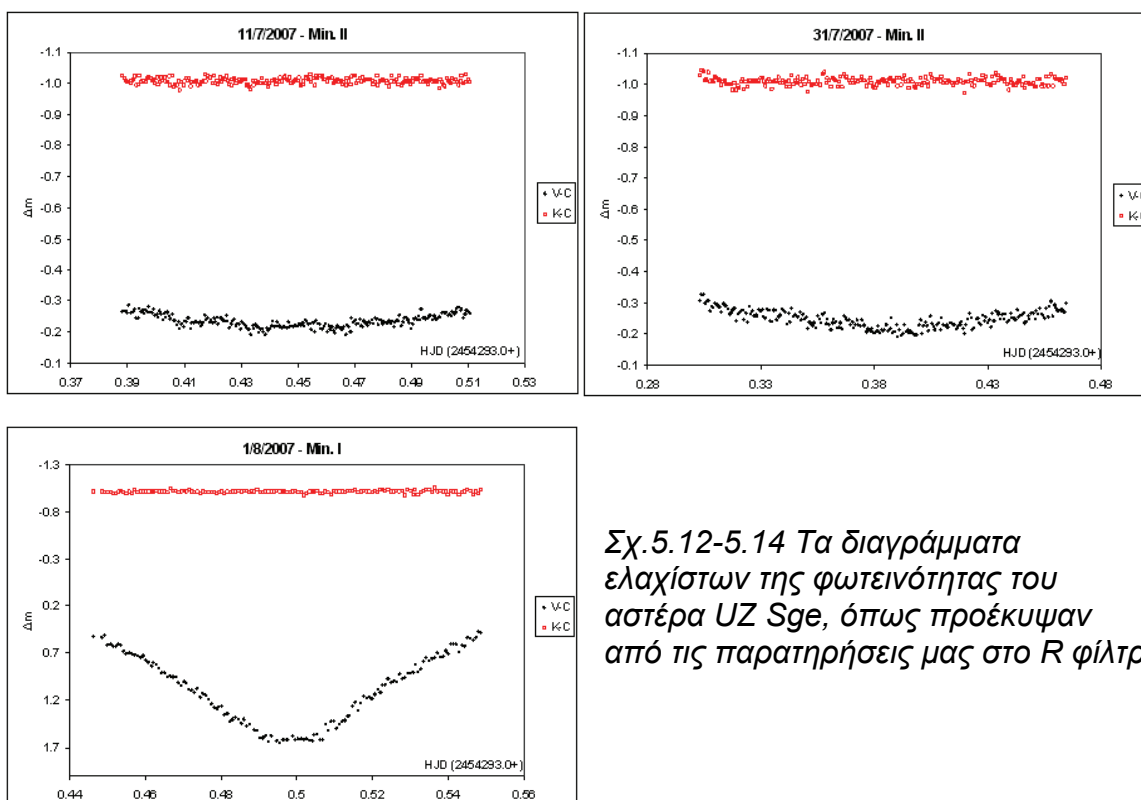 11/7/2007 - Min. II
-1.1
-1.0
-0.9
-0.8
-0.7
-0.6
-0.5
-0.4
-0.3
-0.2
-0.1
Δm
V-C
K-C
HJD (2454293.0+)
0.37 0.39 0.41 0.43 0.45 0.47 0.49 0.51 0.53
31/7/2007 - Min. II
-1.1
-1.0
-0.9
-0.8
-0.7
-0.6
-0.5
-0.4
-0.3
-0.2
-0.1
Δm
HJD (2454293.0+)
0.28 0.33 0.38 0.43 0.48
1/8/2007 - Min. I
-1.3
-0.8
-0.3
0.2
0.7
1.2
1.7
Δm
V-C
K-C
HJD (2454293.0+)
0.44 0.46 0.48 0.5 0.52 0.54 0.56
Σχ.5.12-5.14 Τα διαγράμματα
ελαχίστων της φωτεινότητας του
αστέρα UZ Sge, όπως προέκυψαν
από τις παρατηρήσεις μας στο R φίλτρ